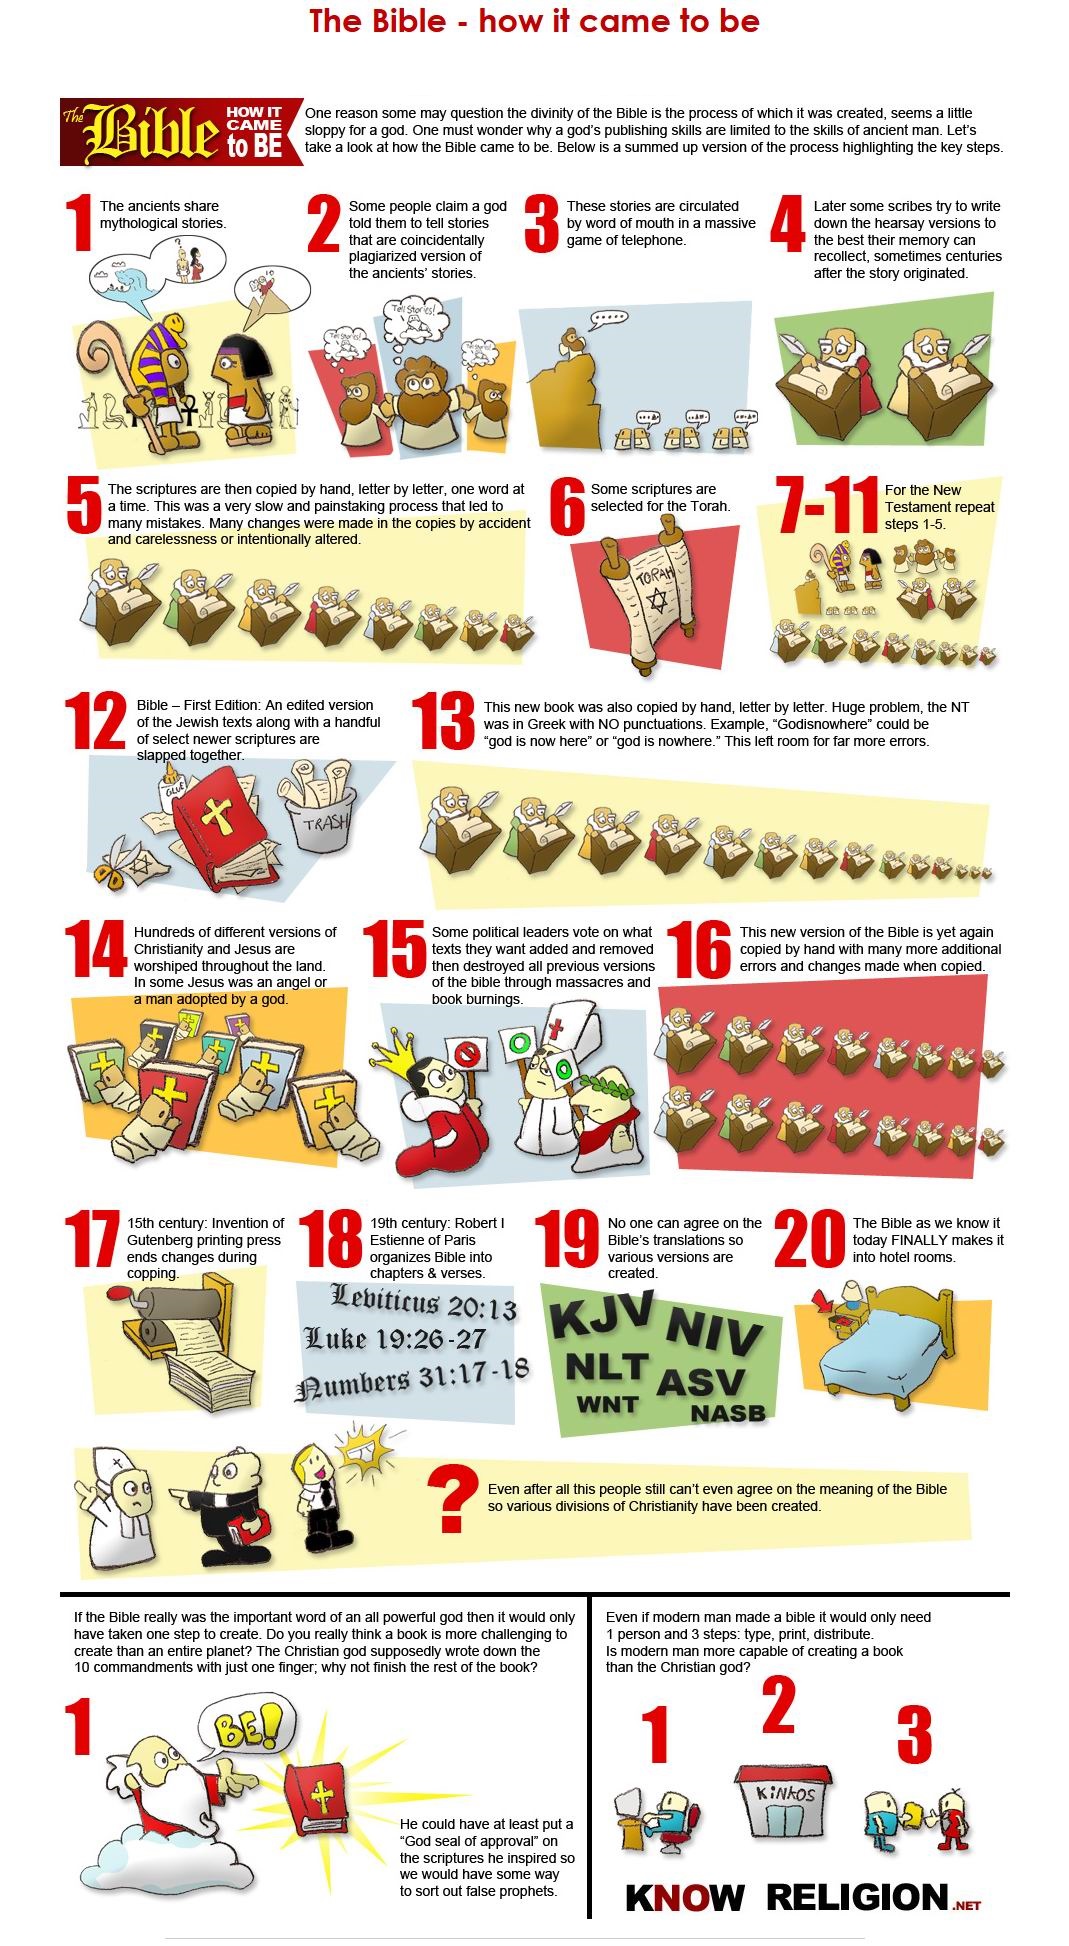 The Bible - how it came to be
The Bible HOW IT CAME to BE
One reason some may question the divinity of the Bible is the process of which it was created, seems a little
sloppy for a god. One must wonder why a god's publishing skills are limited to the skills of ancient man. Let's
take a look at how the Bible came to be. Below is a summed up version of the process highlighting the key steps.
1
The ancients share
mythological stories.
2
Some people claim a god
told them to tell stories
that are coincidentally
plagiarized version of
the ancients' stories.
Tell Stories!
Tell Stories!
Tell Stories!
3
These stories are circulated
by word of mouth in a massive
game of telephone.
4
Later some scribes try to write
down the hearsay versions to
the best their memory can
recollect, sometimes centuries
after the story originated.
5
The scriptures are then copied by hand, letter by letter, one word at
a time. This was a very slow and painstaking process that led to
many mistakes. Many changes were made in the copies by accident
and carelessness or intentionally altered.
6
Some scriptures are
selected for the Torah.
TORAH
7-11
For the New
Testament repeat
steps 1-5.
12
Bible – First Edition: An edited version
of the Jewish texts along with a handful
of select newer scriptures are
slapped together.
GLUE
TRASH
13
This new book was also copied by hand, letter by letter. Huge problem, the NT
was in Greek with NO punctuations. Example, “Godisnowhere” could be
“god is now here” or “god is nowhere.” This left room for far more errors.
14
Hundreds of different versions of
Christianity and Jesus are
worshiped throughout the land.
In some Jesus was an angel or
a man adopted by a god.
15
Some political leaders vote on what
texts they want added and removed
then destroyed all previous versions
of the bible through massacres and
book burnings.
16
This new version of the Bible is yet again
copied by hand with many more additional
errors and changes made when copied.
17
15th century: Invention of
Gutenberg printing press
ends changes during
copping.
18
19th century: Robert I
Estienne of Paris
organizes Bible into
chapters & verses.
Leviticus 20:13
Luke 19:26-27
Numbers 31:17-18
19
No one can agree on the
Bible's translations so
various versions are
created.
KJV NIV
NLT ASV
WNT NASB
20
The Bible as we know it
today FINALLY makes it
into hotel rooms.
?
Even after all this people still can't even agree on the meaning of the Bible
so various divisions of Christianity have been created.
If the Bible really was the important word of an all powerful god then it would only
have taken one step to create. Do you really think a book is more challenging to
create than an entire planet? The Christian god supposedly wrote down the
10 commandments with just one finger; why not finish the rest of the book?
1
BE!
He could have at least put a
“God seal of approval” on
the scriptures he inspired so
we would have some way
to sort out false prophets.
Even if modern man made a bible it would only need
1 person and 3 steps: type, print, distribute.
Is modern man more capable of creating a book
than the Christian god?
1
2
3
KINKOS
KNOW RELIGION.NET